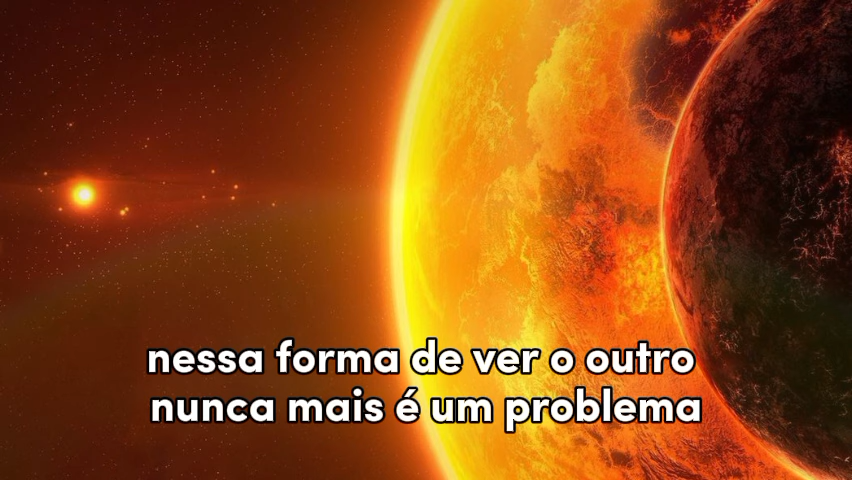 nessa forma de ver o outro
nunca mais é um problema